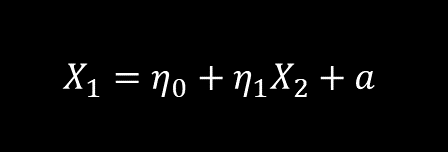 X₁ = η₀ + η₁X₂ + a